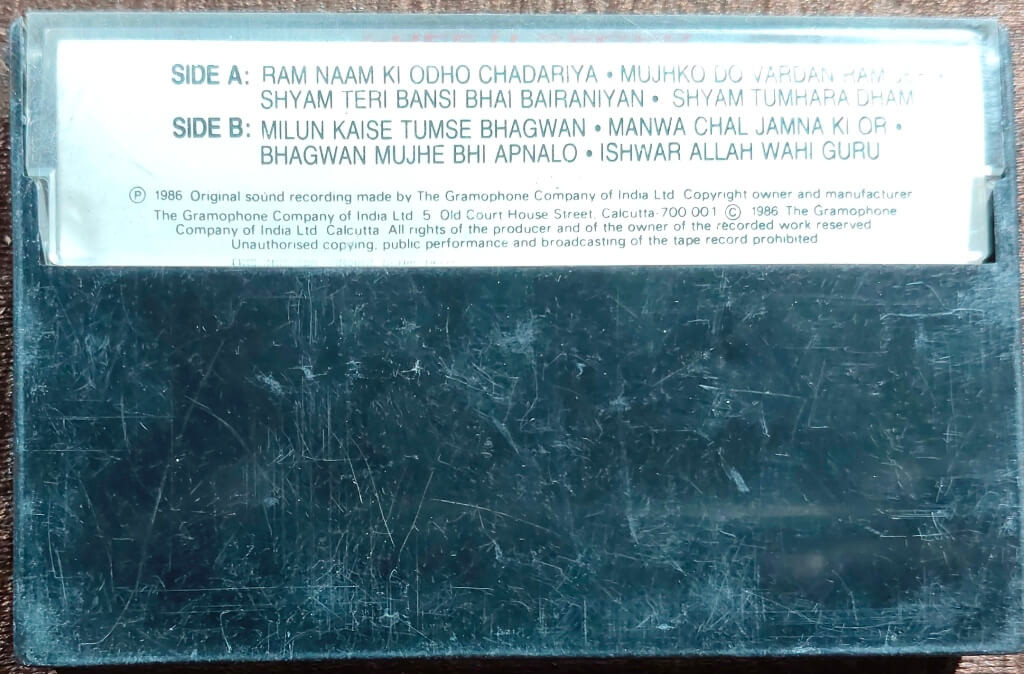 SIDE A: RAM NAAM KI ODHO CHADARIYA • MUJHKO DO VARDAN RAM •
SHYAM TERI BANSI BHAI BAIRANIYAN • SHYAM TUMHARA DHAM
SIDE B: MILUN KAISE TUMSE BHAGWAN • MANWA CHAL JAMNA KI OR •
BHAGWAN MUJHE BHI APNALO • ISHWAR ALLAH WAHI GURU
Ⓟ 1986 Original sound recording made by The Gramophone Company of India Ltd Copyright owner and manufacturer
The Gramophone Company of India Ltd 5 Old Court House Street, Calcutta-700 001 © 1986 The Gramophone
Company of India Ltd Calcutta All rights of the producer and of the owner of the recorded work reserved
Unauthorised copying, public performance and broadcasting of the tape record prohibited